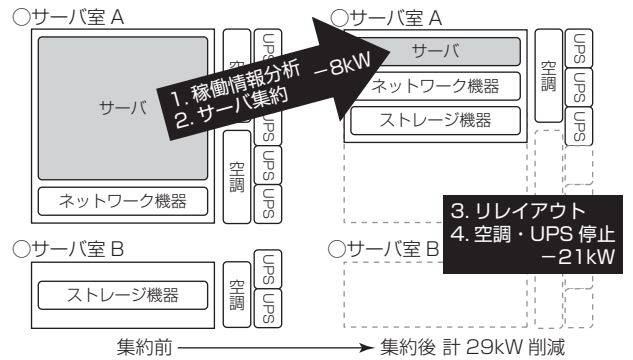 ○サーバ室 A
サーバ
ネットワーク機器
空調
空調
UPS
UPS
UPS
UPS
UPS
1. 稼働情報分析 －8kW
2. サーバ集約
○サーバ室 A
サーバ
ネットワーク機器
ストレージ機器
空調
UPS
UPS
UPS
3. リレイアウト
4. 空調・UPS 停止
－21kW
○サーバ室 B
ストレージ機器
空調
UPS
UPS
○サーバ室 B
集約前
集約後 計 29kW 削減